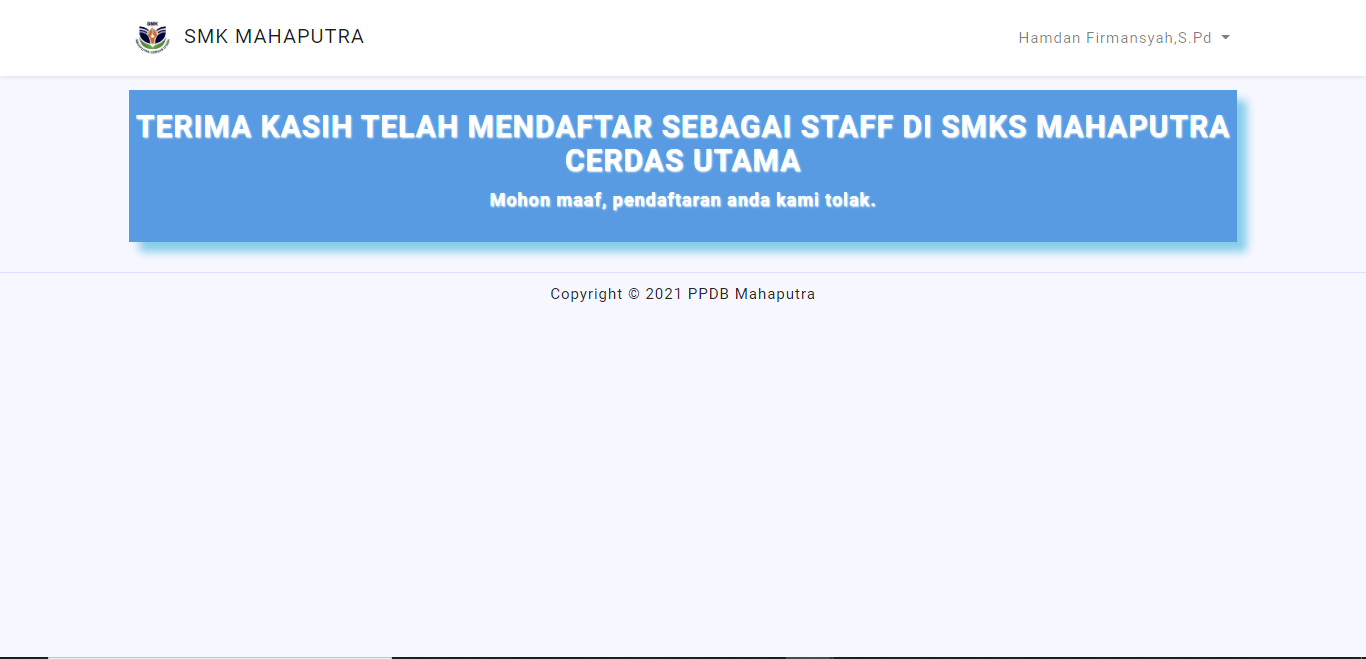 SMK MAHAPUTRA
Hamdan Firmansyah,S.Pd
TERIMA KASIH TELAH MENDAFTAR SEBAGAI STAFF DI SMKS MAHAPUTRA
CERDAS UTAMA
Mohon maaf, pendaftaran anda kami tolak.
Copyright © 2021 PPDB Mahaputra